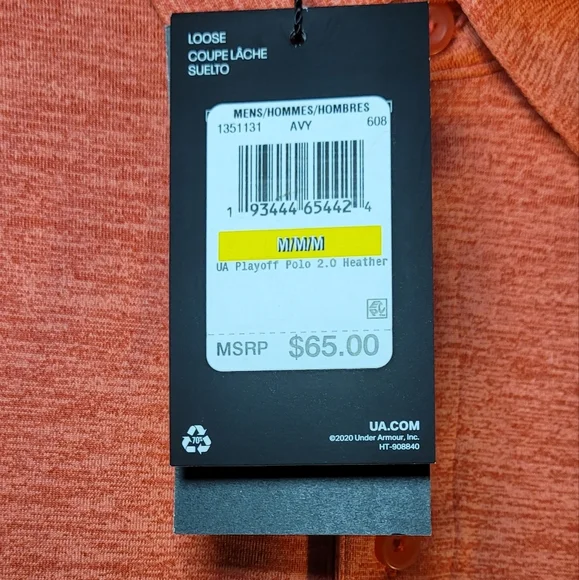 LOOSE
COUPE LÂCHE
SUELTO
MENS/HOMMES/HOMBRES
1351131 AVY 608
1 93444 65442 4
M/M/M
UA Playoff Polo 2.0 Heather
MSRP $65.00
70%
UA.COM
©2020 Under Armour, Inc.
HT-908840